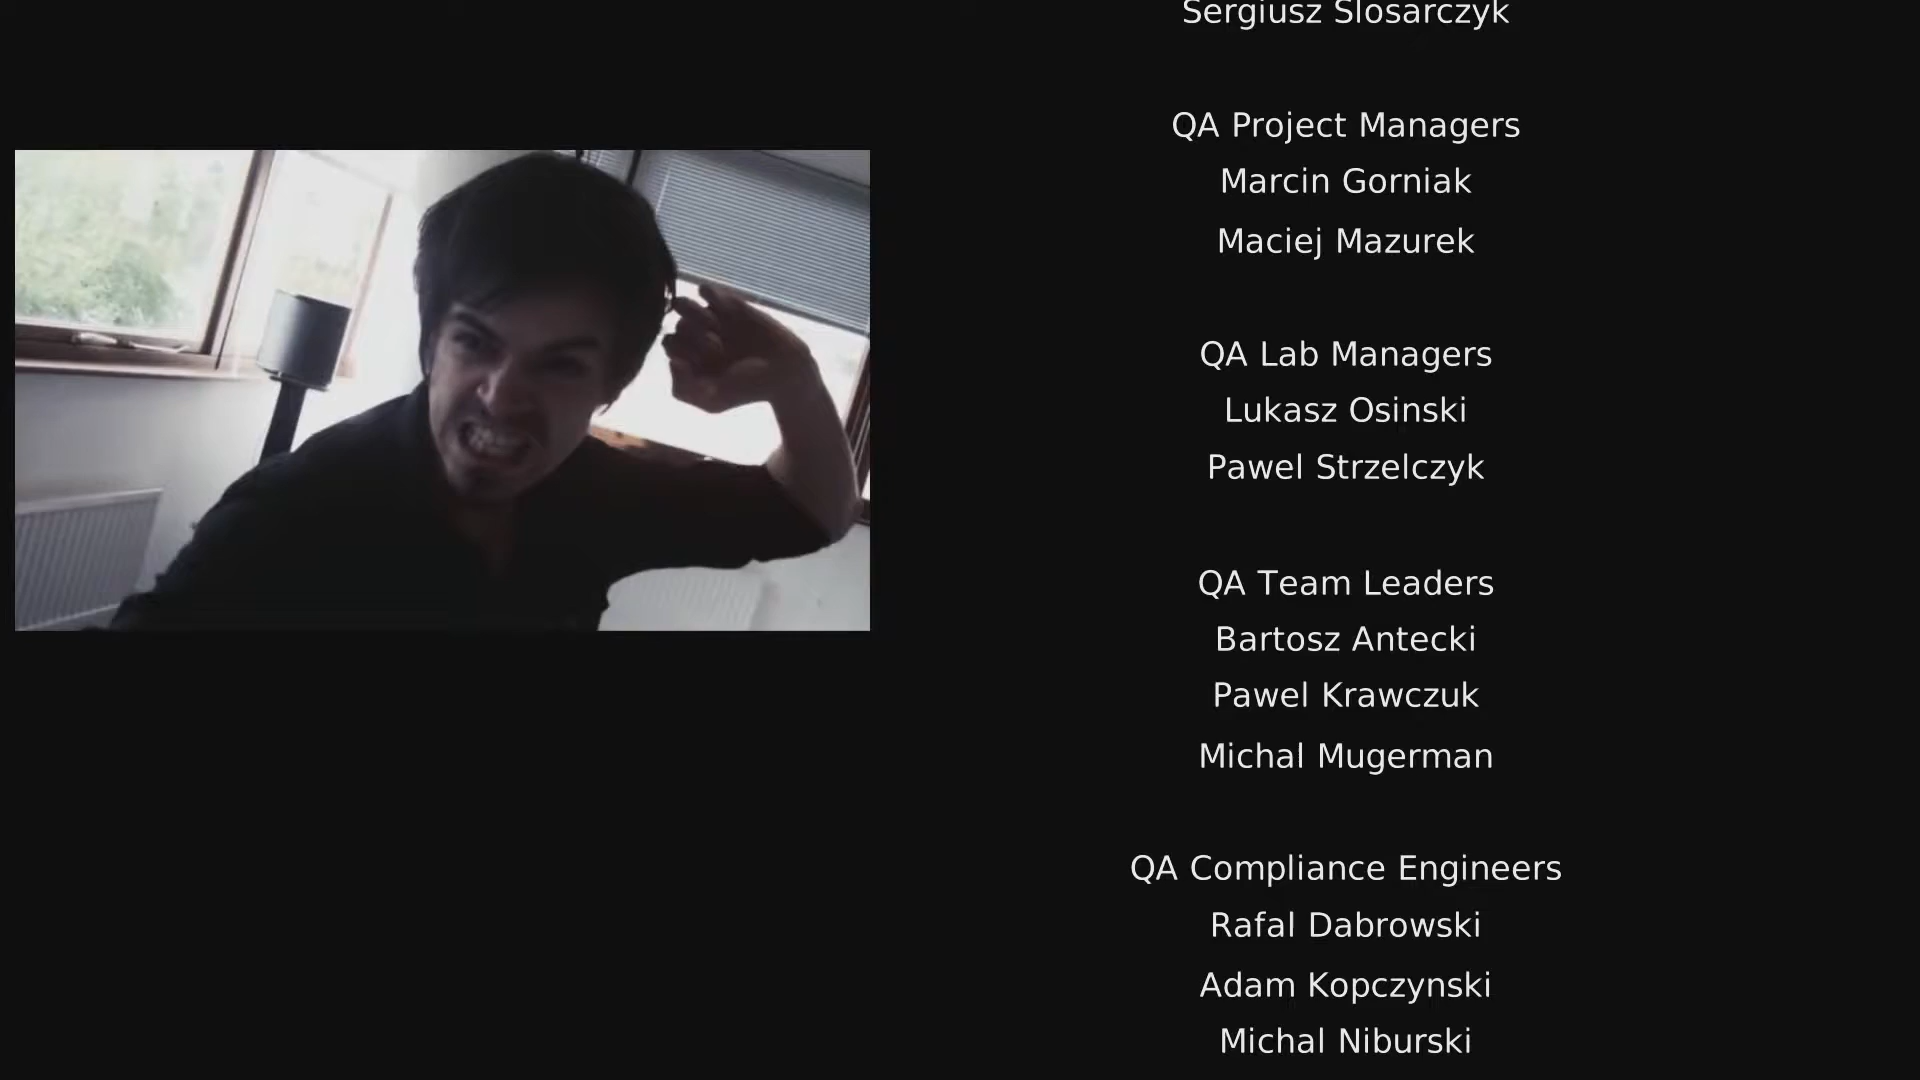 Sergiusz Slosarczyk
QA Project Managers
Marcin Gorniak
Maciej Mazurek
QA Lab Managers
Lukasz Osinski
Pawel Strzelczyk
QA Team Leaders
Bartosz Antecki
Pawel Krawczuk
Michal Mugerman
QA Compliance Engineers
Rafal Dabrowski
Adam Kopczynski
Michal Niburski